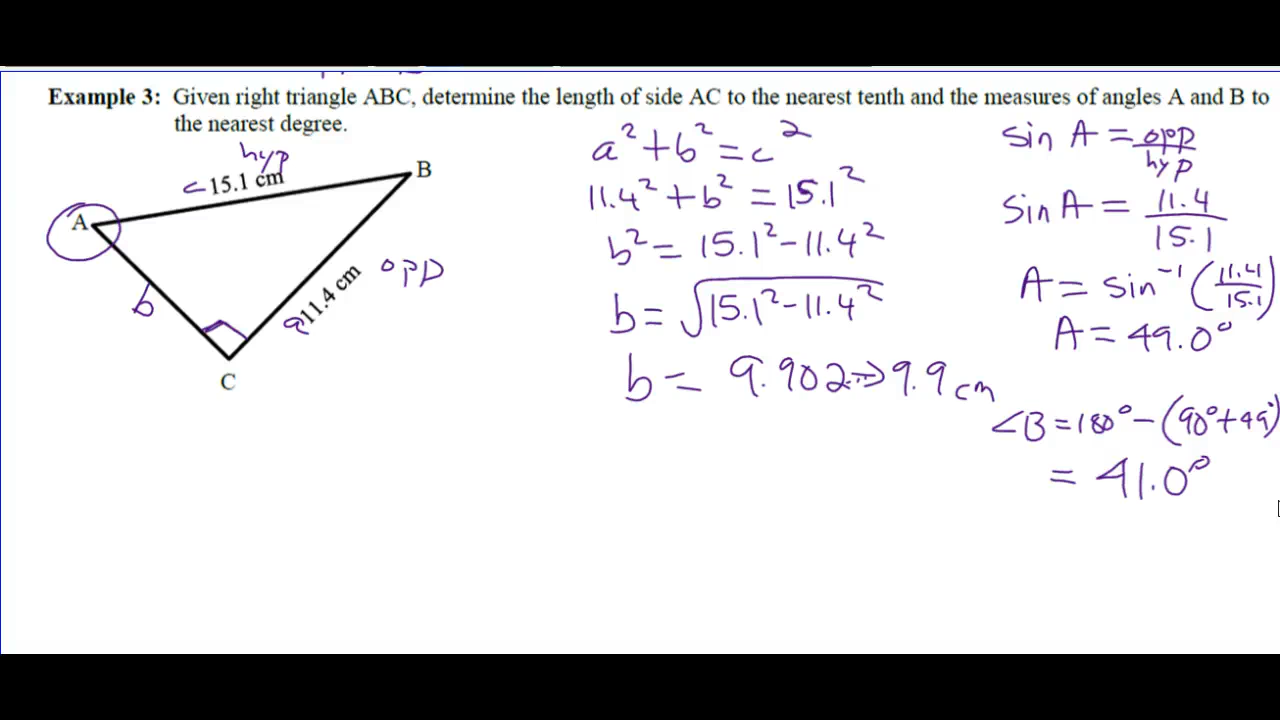 Example 3: Given right triangle ABC, determine the length of side AC to the nearest tenth and the measures of angles A and B to
the nearest degree.
hyp
c 15.1 cm
B
A
opp
b
a 11.4 cm
C
a² + b² = c²
11.4² + b² = 15.1²
b² = 15.1² - 11.4²
b = √15.1² - 11.4²
b = 9.902... → 9.9 cm
sin A = opp/hyp
sin A = 11.4/15.1
A = sin⁻¹ (11.4/15.1)
A = 49.0°
∠B = 180° - (90° + 49°)
= 41.0°